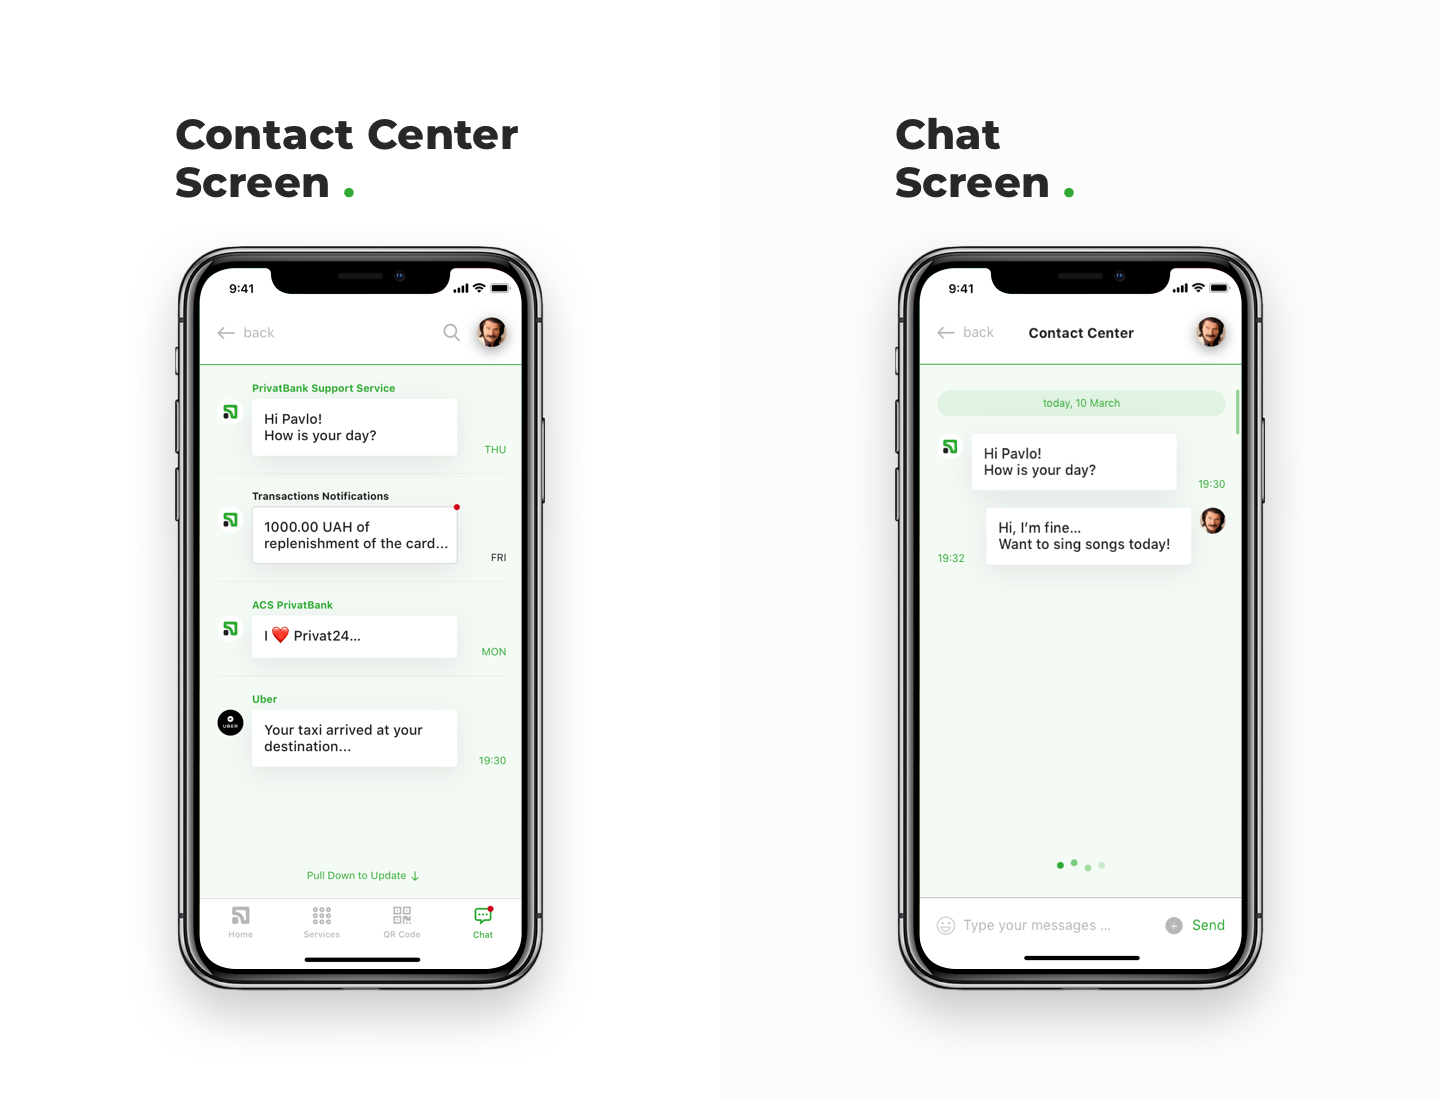 Contact Center
Screen .
9:41
back
PrivatBank Support Service
Hi Pavlo!
How is your day?
THU
Transactions Notifications
1000.00 UAH of
replenishment of the card...
FRI
ACS PrivatBank
I ❤️ Privat24...
MON
Uber
UBER
Your taxi arrived at your
destination...
19:30
Pull Down to Update ↓
Home
Services
QR Code
Chat
Chat
Screen .
9:41
back
Contact Center
today, 10 March
Hi Pavlo!
How is your day?
19:30
Hi, I'm fine...
Want to sing songs today!
19:32
Type your messages ...
Send